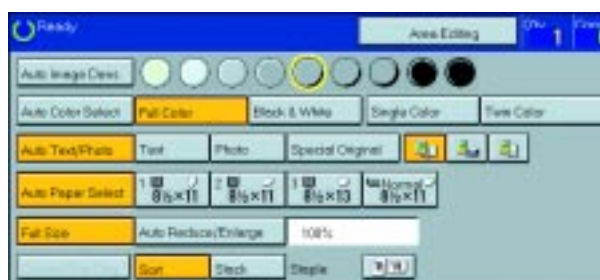 Ready Area Editing Qty. 1
Auto Image Dens.
Auto Color Select Full Color Black & White Single Color Twin Color
Auto Text/Photo Text Photo Special Original
Auto Paper Select 1 8½×11 2 8½×11 3 8½×13 Normal 8½×11
Full Size Auto Reduce/Enlarge 100%
Sort Stack Staple